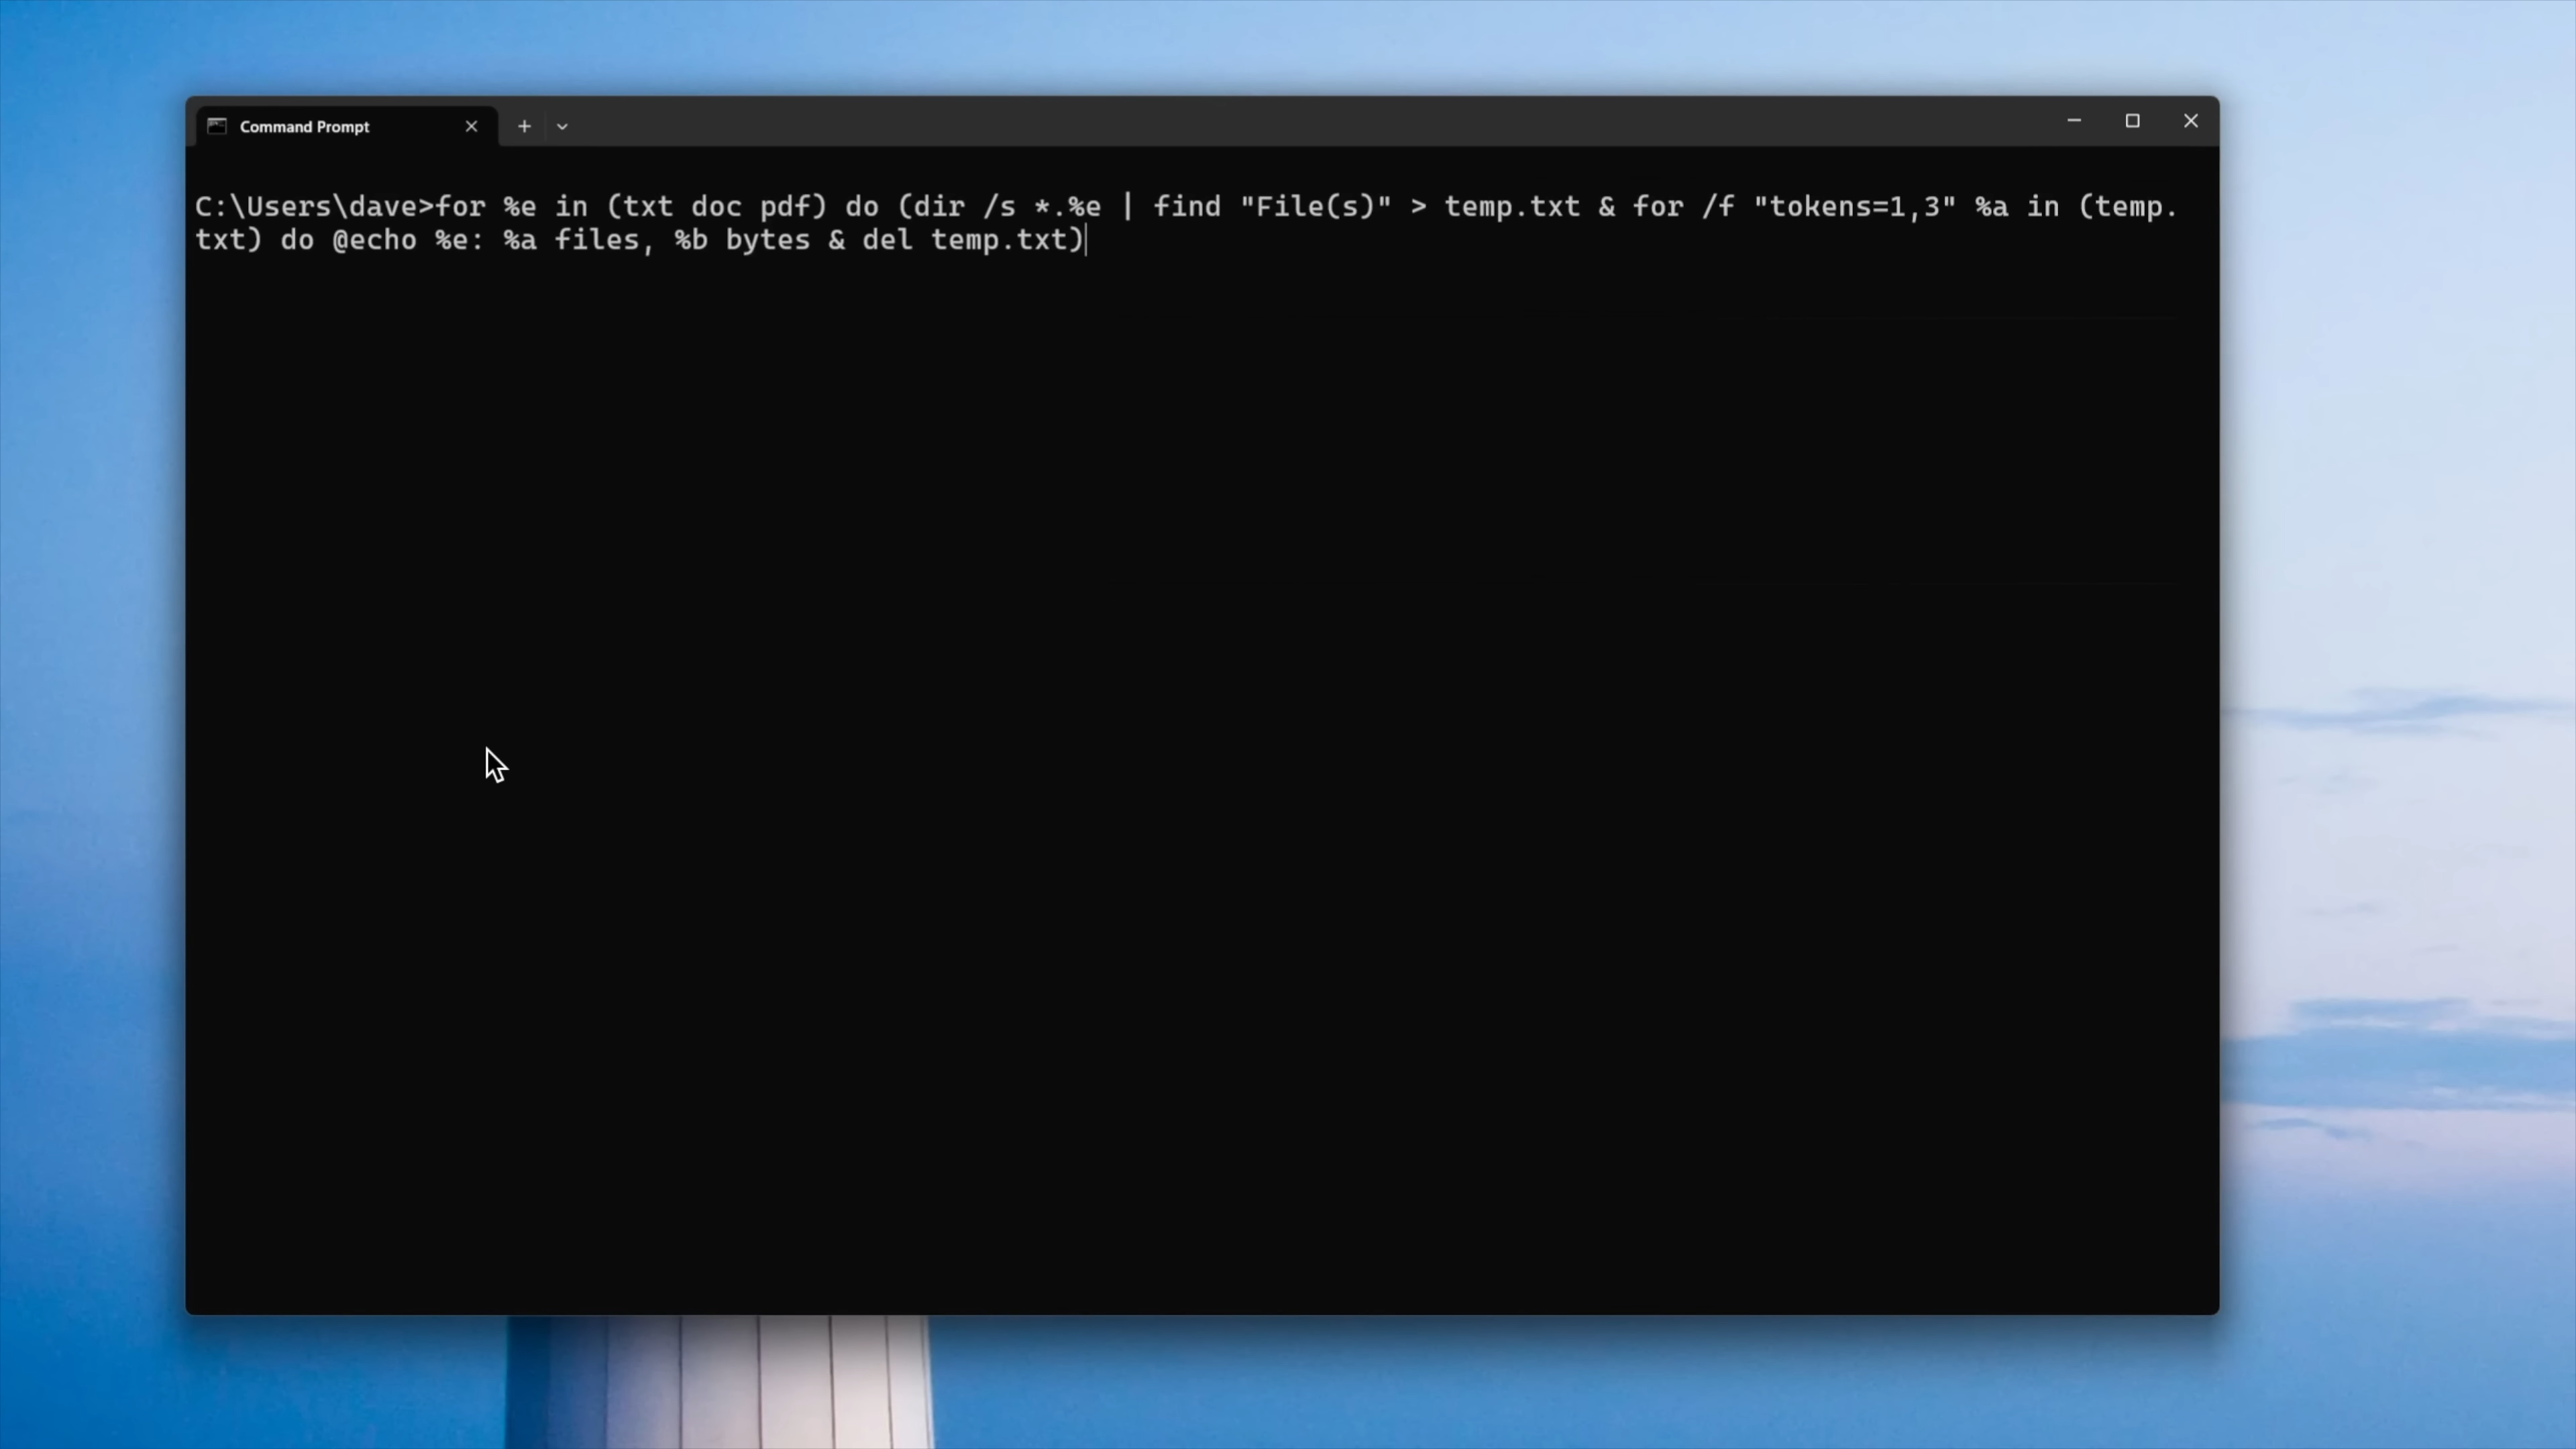 Command Prompt
C:\Users\dave>for %e in (txt doc pdf) do (dir /s *.%e | find "File(s)" > temp.txt & for /f "tokens=1,3" %a in (temp.
txt) do @echo %e: %a files, %b bytes & del temp.txt)